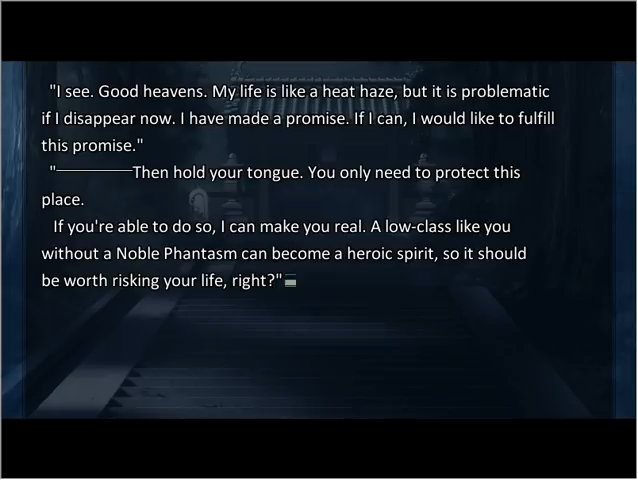 "I see. Good heavens. My life is like a heat haze, but it is problematic
if I disappear now. I have made a promise. If I can, I would like to fulfill
this promise."
"―――――Then hold your tongue. You only need to protect this
place.
If you're able to do so, I can make you real. A low-class like you
without a Noble Phantasm can become a heroic spirit, so it should
be worth risking your life, right?"